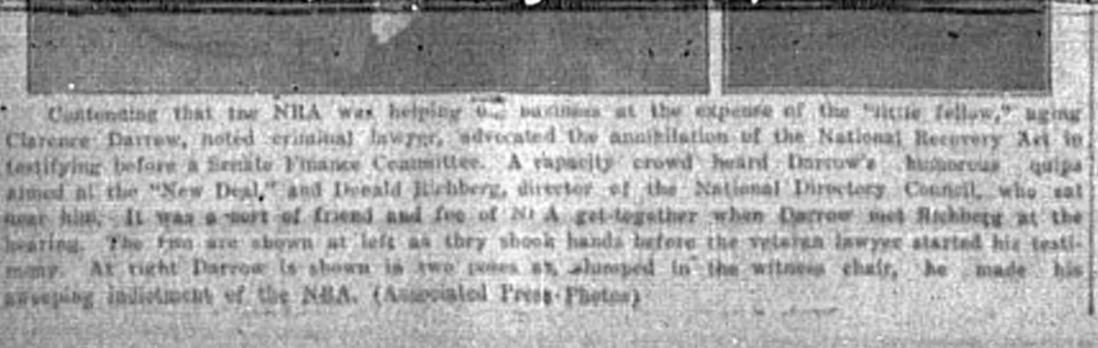 Contending that the NRA was helping big business at the expense of the "little fellow," aging
Clarence Darrow, noted criminal lawyer, advocated the annihilation of the National Recovery Act in
testifying before a Senate Finance Committee. A capacity crowd heard Darrow's humorous quips
aimed at the "New Deal," and Donald Richberg, director of the National Directory Council, who sat
near him. It was a sort of friend and foe of NRA get-together when Darrow met Richberg at the
hearing. The two are shown at left as they shook hands before the veteran lawyer started his testi-
mony. At right Darrow is shown in two poses as, slumped in the witness chair, he made his
sweeping indictment of the NRA. (Associated Press Photos)